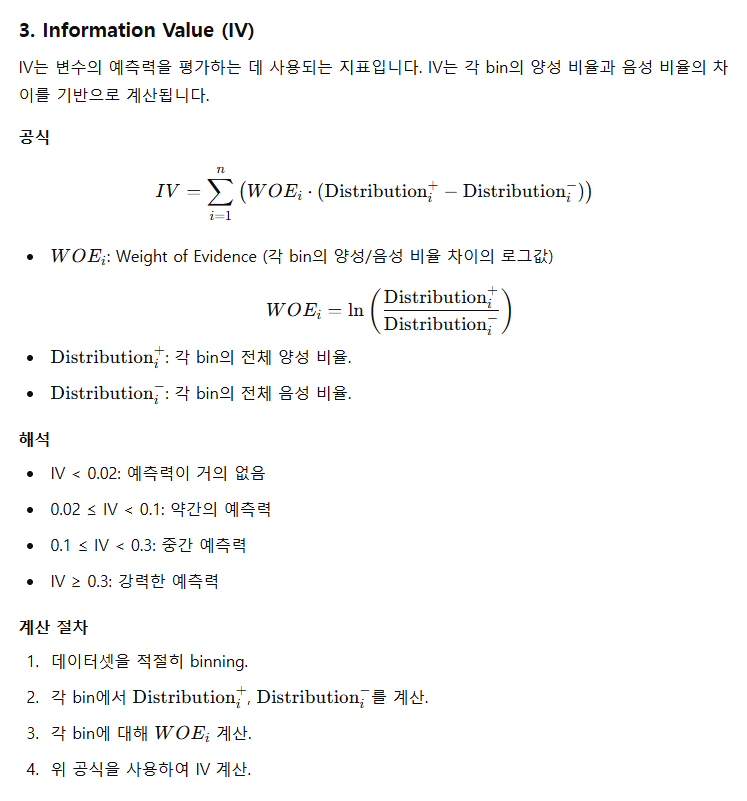 3. Information Value (IV)
IV는 변수의 예측력을 평가하는 데 사용되는 지표입니다. IV는 각 bin의 양성 비율과 음성 비율의 차
이를 기반으로 계산됩니다.
공식
$IV = \sum_{i=1}^{n} \left( WOE_i \cdot (\text{Distribution}_i^+ - \text{Distribution}_i^-) \right)$
• $WOE_i$: Weight of Evidence (각 bin의 양성/음성 비율 차이의 로그값)
$WOE_i = \ln \left( \frac{\text{Distribution}_i^+}{\text{Distribution}_i^-} \right)$
• $\text{Distribution}_i^+$: 각 bin의 전체 양성 비율.
• $\text{Distribution}_i^-$: 각 bin의 전체 음성 비율.
해석
• IV < 0.02: 예측력이 거의 없음
• 0.02 ≤ IV < 0.1: 약간의 예측력
• 0.1 ≤ IV < 0.3: 중간 예측력
• IV ≥ 0.3: 강력한 예측력
계산 절차
1. 데이터셋을 적절히 binning.
2. 각 bin에서 $\text{Distribution}_i^+$, $\text{Distribution}_i^-$를 계산.
3. 각 bin에 대해 $WOE_i$ 계산.
4. 위 공식을 사용하여 IV 계산.